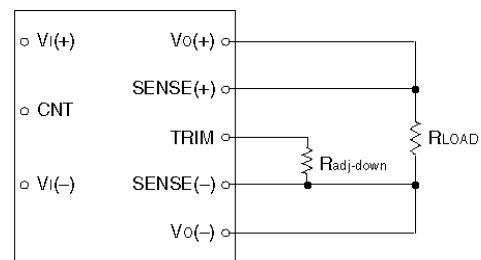 VI(+)
VO(+)
SENSE(+)
CNT
TRIM
RLOAD
Radj-down
VI(–)
SENSE(–)
VO(–)